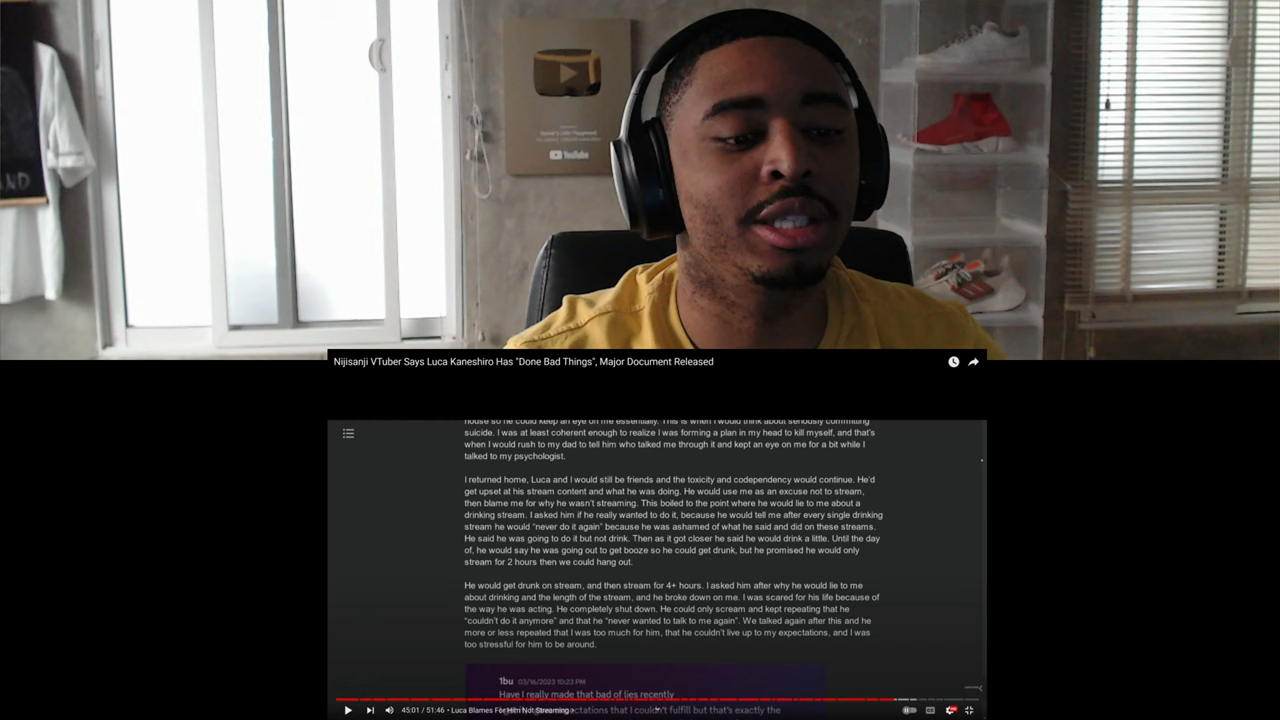 ND
YouTube
Nijisanji VTuber Says Luca Kaneshiro Has "Done Bad Things", Major Document Released
house so he could keep an eye on me essentially. This is when I would think about seriously committing
suicide. I was at least coherent enough to realize I was forming a plan in my head to kill myself, and that's
when I would rush to my dad to tell him who talked me through it and kept an eye on me for a bit while I
talked to my psychologist.
I returned home, Luca and I would still be friends and the toxicity and codependency would continue. He'd
get upset at his stream content and what he was doing. He would use me as an excuse not to stream,
then blame me for why he wasn't streaming. This boiled to the point where he would lie to me about a
drinking stream. I asked him if he really wanted to do it, because he would tell me after every single drinking
stream he would "never do it again" because he was ashamed of what he said and did on these streams.
He said he was going to do it but not drink. Then as it got closer he said he would drink a little. Until the day
of, he would say he was going out to get booze so he could get drunk, but he promised he would only
stream for 2 hours then we could hang out.
He would get drunk on stream, and then stream for 4+ hours. I asked him after why he would lie to me
about drinking and the length of the stream, and he broke down on me. I was scared for his life because of
the way he was acting. He completely shut down. He could only scream and kept repeating that he
"couldn't do it anymore" and that he "never wanted to talk to me again". We talked again after this and he
more or less repeated that I was too much for him, that he couldn't live up to my expectations, and I was
too stressful for him to be around.
1bu 03/16/2023 10:23 PM
Have I really made that bad of lies recently
expectations that I couldn't fulfill but that's exactly the
45:01 / 51:46 • Luca Blames For Him Not Streaming >